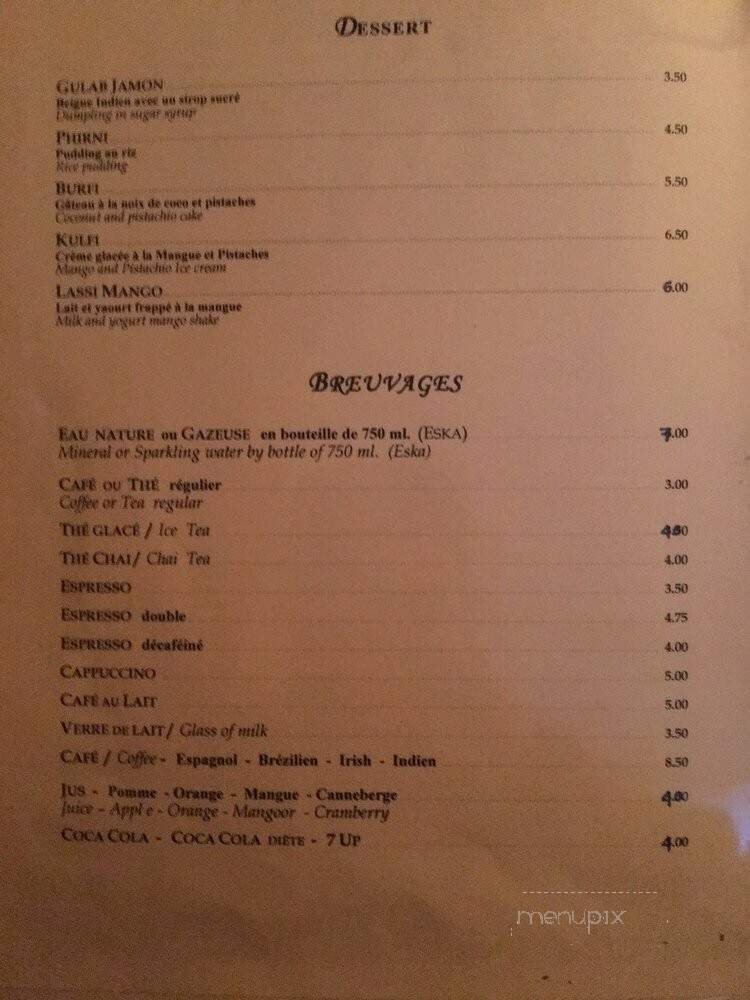 DESSERT
GULAB JAMON 3.50
Beigne Indien avec un sirop sucré
Dumpling in sugar syrup
PHIRNI 4.50
Pudding au riz
Rice pudding
BURFI 5.50
Gâteau à la noix de coco et pistaches
Coconut and pistachio cake
KULFI 6.50
Crème glacée à la Mangue et Pistaches
Mango and Pistachio Ice cream
LASSI MANGO 6.00
Lait et yaourt frappé à la mangue
Milk and yogurt mango shake
BREUVAGES
EAU NATURE ou GAZEUSE en bouteille de 750 ml. (ESKA) 7.00
Mineral or Sparkling water by bottle of 750 ml. (Eska)
CAFÉ OU THÉ régulier 3.00
Coffee or Tea regular
THÉ GLACÉ / Ice Tea
THÉ CHAI / Chai Tea 4.00
ESPRESSO 3.50
ESPRESSO double 4.75
ESPRESSO décaféiné 4.00
CAPPUCCINO 5.00
CAFÉ AU LAIT 5.00
VERRE DE LAIT / Glass of milk 3.50
CAFÉ / Coffee - Espagnol - Brézilien - Irish - Indien 8.50
JUS - Pomme - Orange - Mangue - Canneberge
Juice - Appl e - Orange - Mangoor - Cramberry
COCA COLA - COCA COLA DIÈTE - 7 UP 4.00
menupix